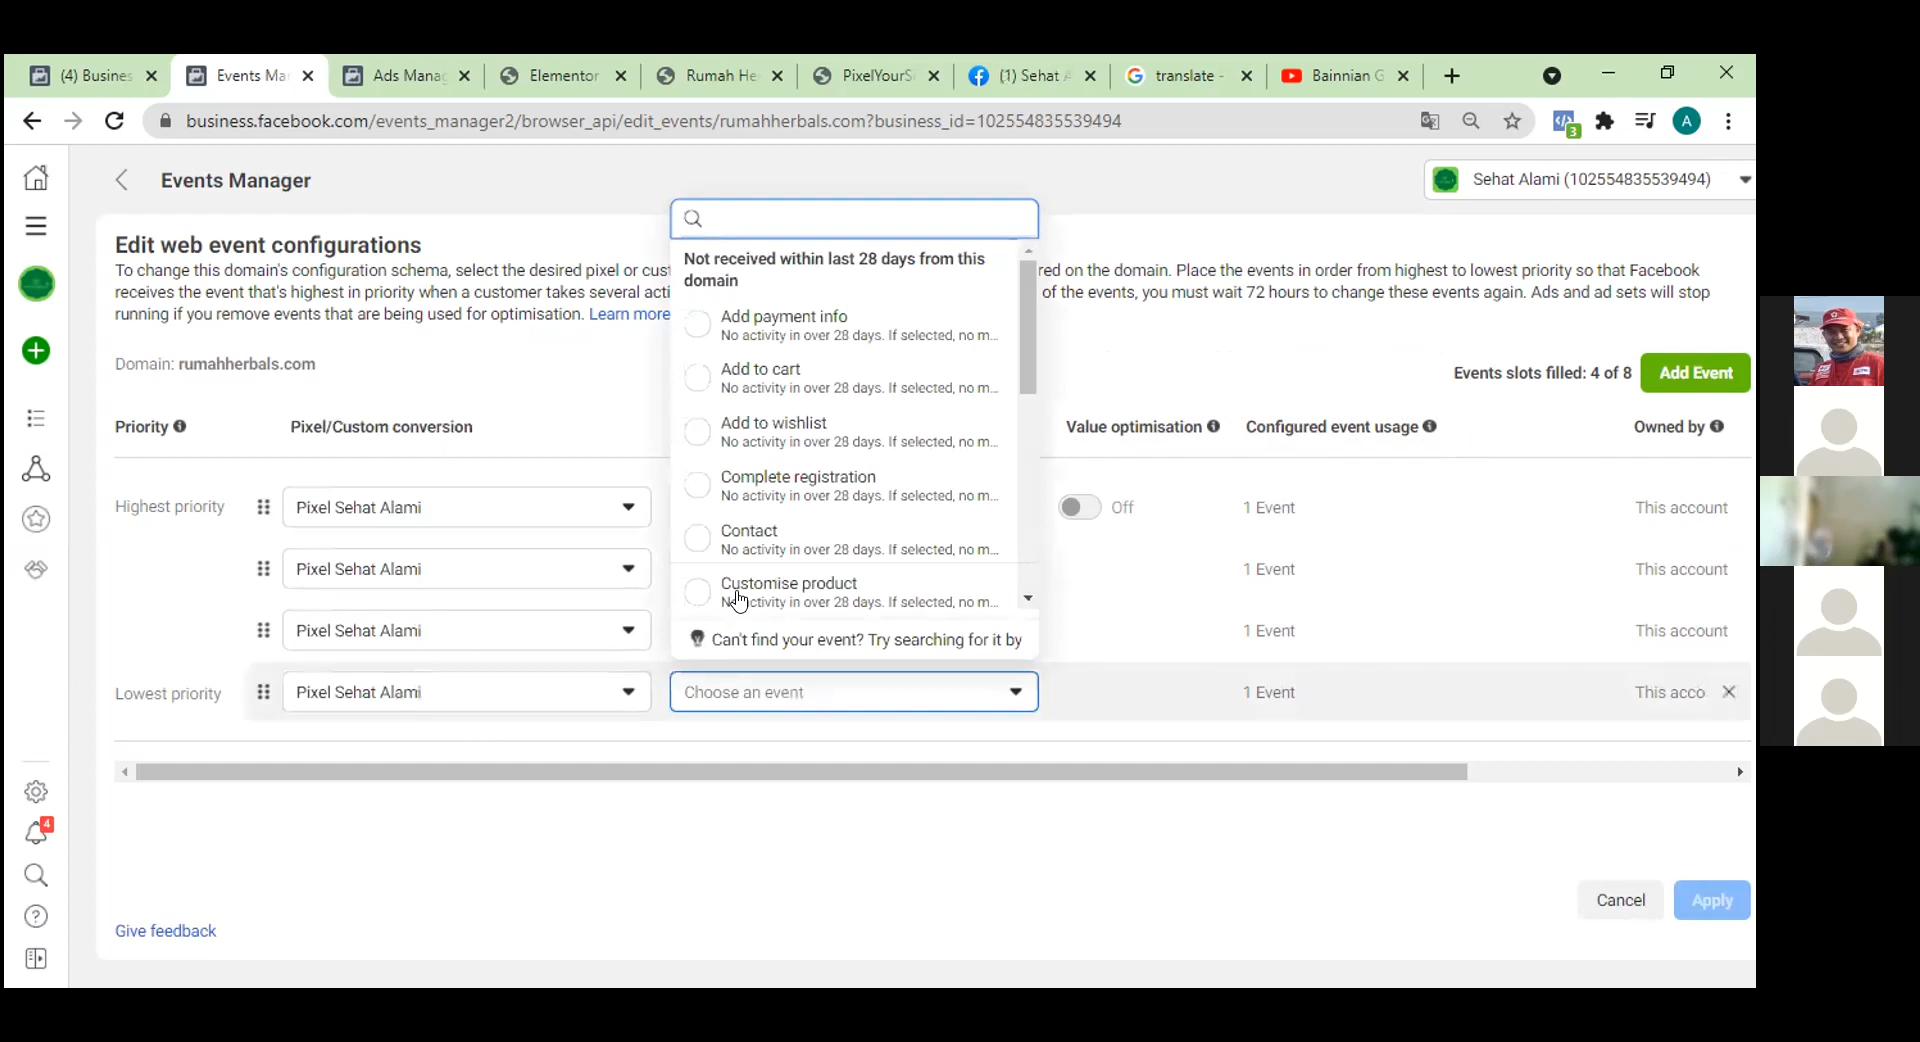 (4) Busines
Events Ma
Ads Manag
Elementor
Rumah He
PixelYourS
(1) Sehat A
translate -
Bainnian G
business.facebook.com/events_manager2/browser_api/edit_events/rumahherbals.com?business_id=102554835539494
3
A
Events Manager
Sehat Alami (102554835539494)
Edit web event configurations
To change this domain's configuration schema, select the desired pixel or cust
red on the domain. Place the events in order from highest to lowest priority so that Facebook
receives the event that's highest in priority when a customer takes several acti
of the events, you must wait 72 hours to change these events again. Ads and ad sets will stop
running if you remove events that are being used for optimisation. Learn more
Domain: rumahherbals.com
Events slots filled: 4 of 8
Add Event
Priority
Pixel/Custom conversion
Value optimisation
Configured event usage
Owned by
Not received within last 28 days from this
domain
Add payment info
No activity in over 28 days. If selected, no m...
Add to cart
No activity in over 28 days. If selected, no m...
Add to wishlist
No activity in over 28 days. If selected, no m...
Complete registration
No activity in over 28 days. If selected, no m...
Contact
No activity in over 28 days. If selected, no m...
Customise product
activity in over 28 days. If selected, no m...
Can't find your event? Try searching for it by
Highest priority
Pixel Sehat Alami
Off
1 Event
This account
Pixel Sehat Alami
1 Event
This account
Pixel Sehat Alami
1 Event
This account
Lowest priority
Pixel Sehat Alami
Choose an event
1 Event
This acco
4
Cancel
Apply
Give feedback